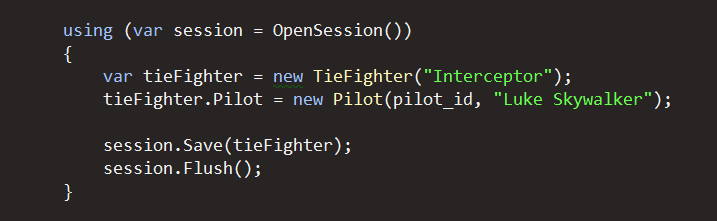 using (var session = OpenSession())
{
var tieFighter = new TieFighter("Interceptor");
tieFighter.Pilot = new Pilot(pilot_id, "Luke Skywalker");
session.Save(tieFighter);
session.Flush();
}